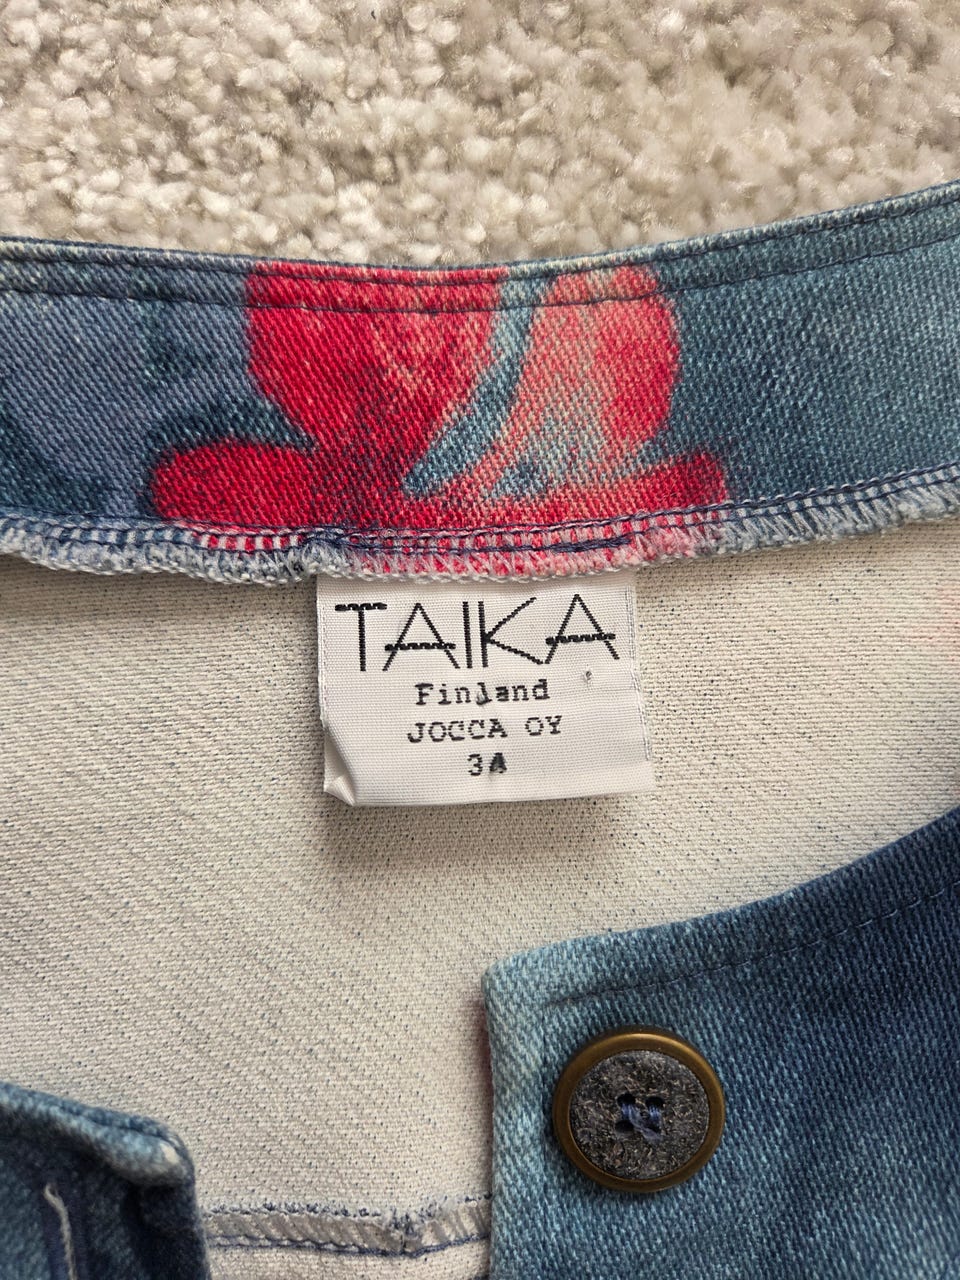 TAIKA
Finland
JOCCA OY
34